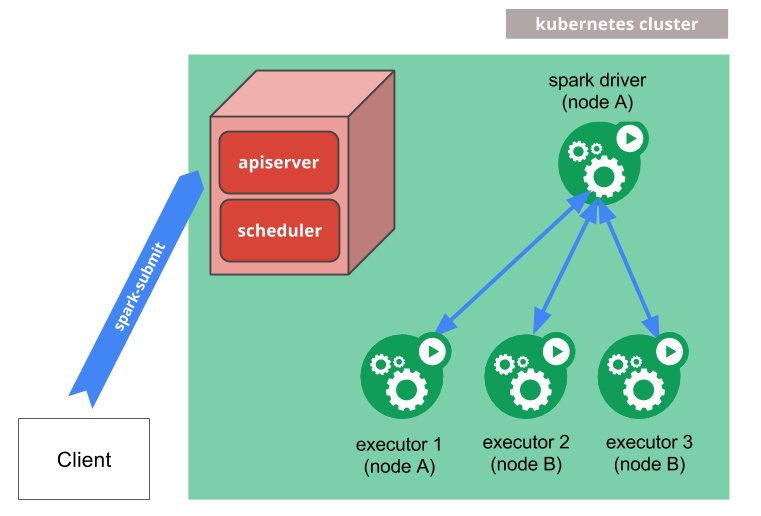 kubernetes cluster
spark driver
(node A)
apiserver
scheduler
spark-submit
executor 1
(node A)
executor 2
(node B)
executor 3
(node B)
Client